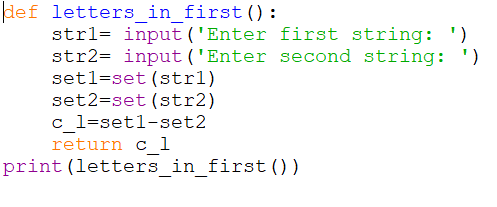 def letters_in_first():
    str1= input('Enter first string: ')
    str2= input('Enter second string: ')
    set1=set(str1)
    set2=set(str2)
    c_l=set1-set2
    return c_l
print(letters_in_first())